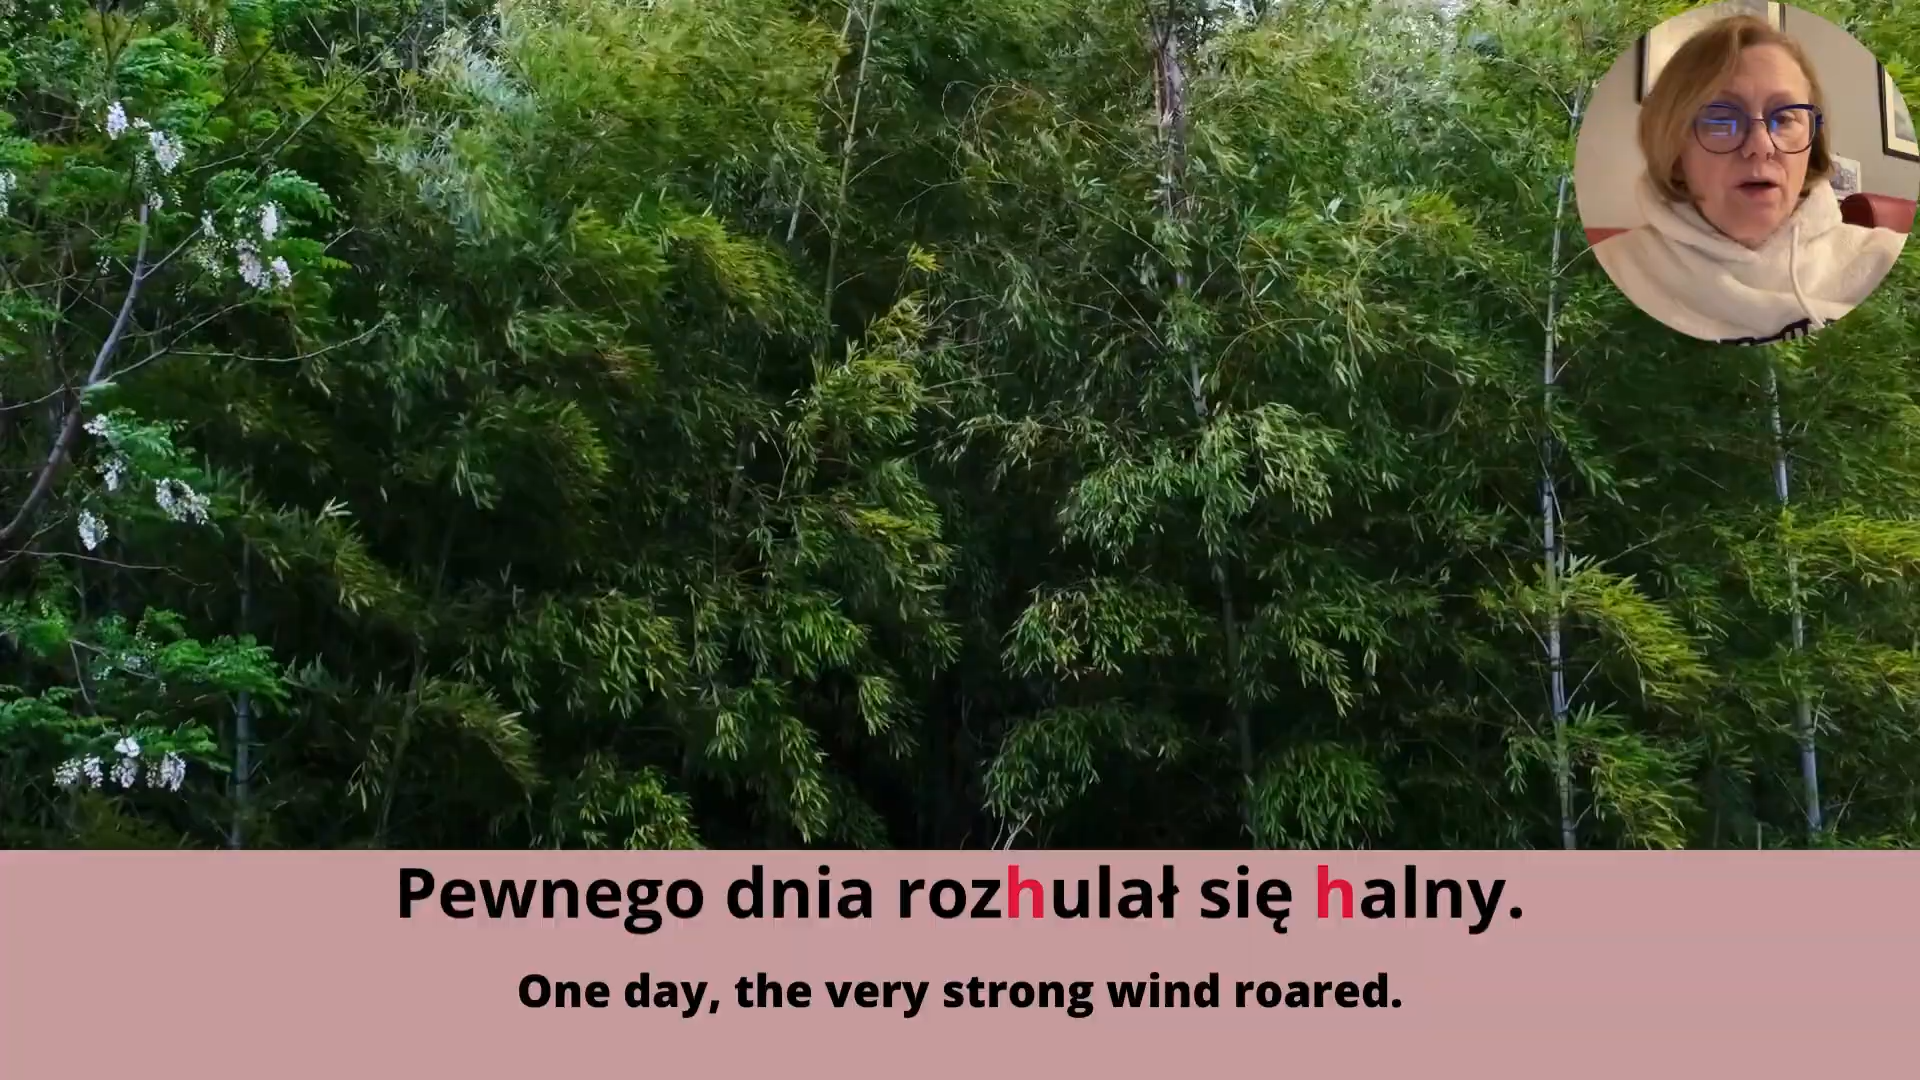 Pewnego dnia rozhulał się halny.
One day, the very strong wind roared.